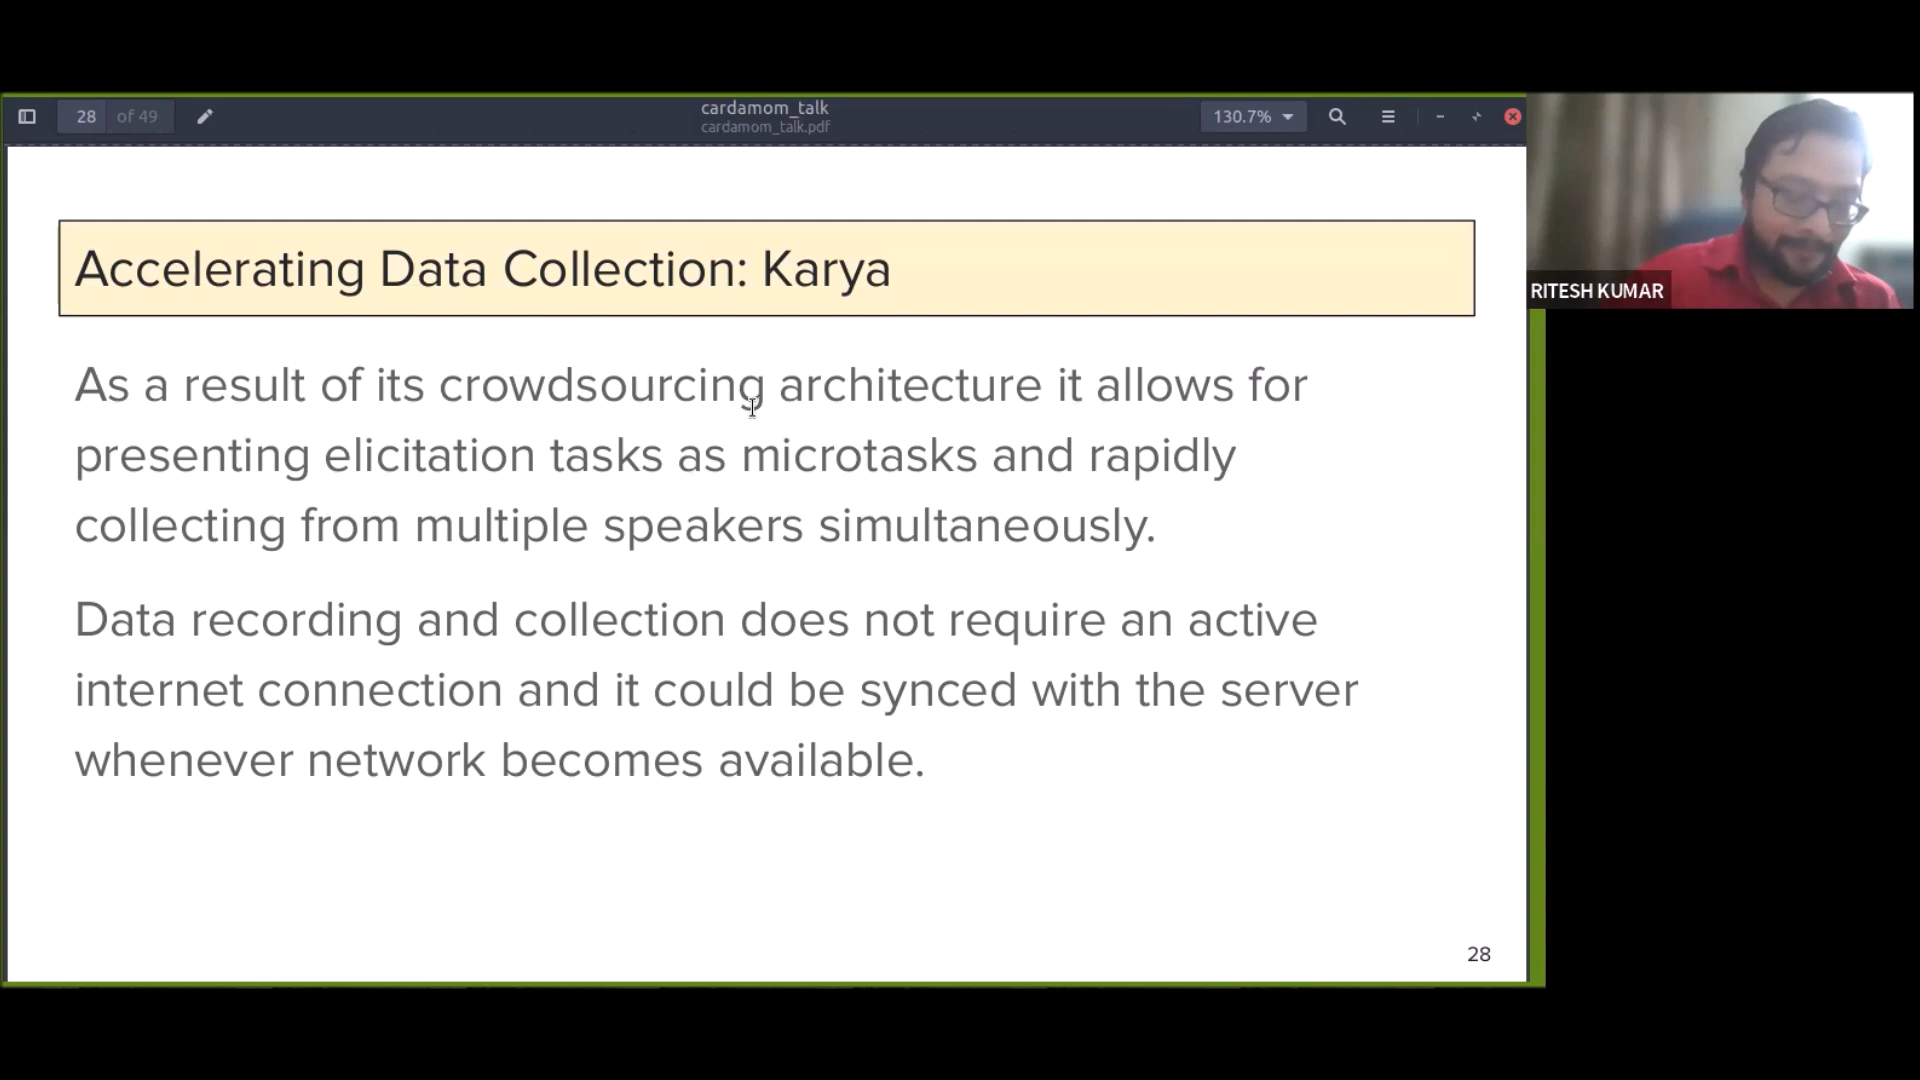 28 of 49
cardamom_talk
cardamom_talk.pdf
130.7%
Accelerating Data Collection: Karya
As a result of its crowdsourcing architecture it allows for
presenting elicitation tasks as microtasks and rapidly
collecting from multiple speakers simultaneously.
Data recording and collection does not require an active
internet connection and it could be synced with the server
whenever network becomes available.
28
RITESH KUMAR